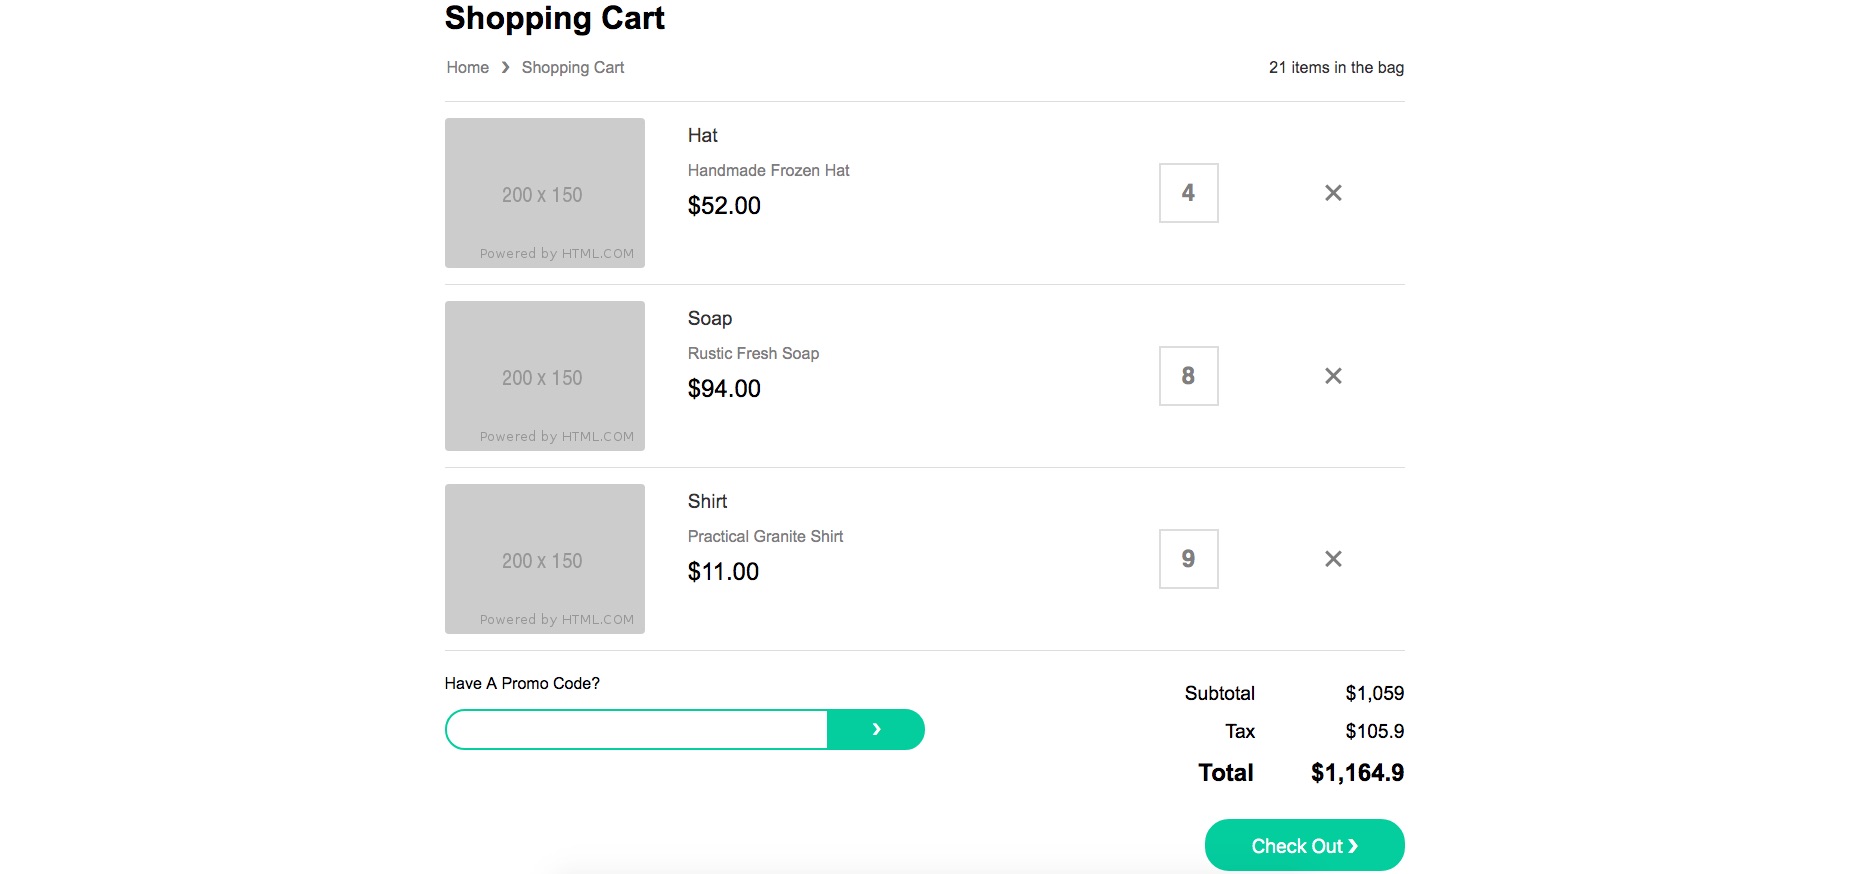 Shopping Cart
Home › Shopping Cart
21 items in the bag
200 x 150
Powered by HTML.COM
Hat
Handmade Frozen Hat
$52.00
4
×
200 x 150
Powered by HTML.COM
Soap
Rustic Fresh Soap
$94.00
8
×
200 x 150
Powered by HTML.COM
Shirt
Practical Granite Shirt
$11.00
9
×
Have A Promo Code?
›
Subtotal $1,059
Tax $105.9
Total $1,164.9
Check Out ›